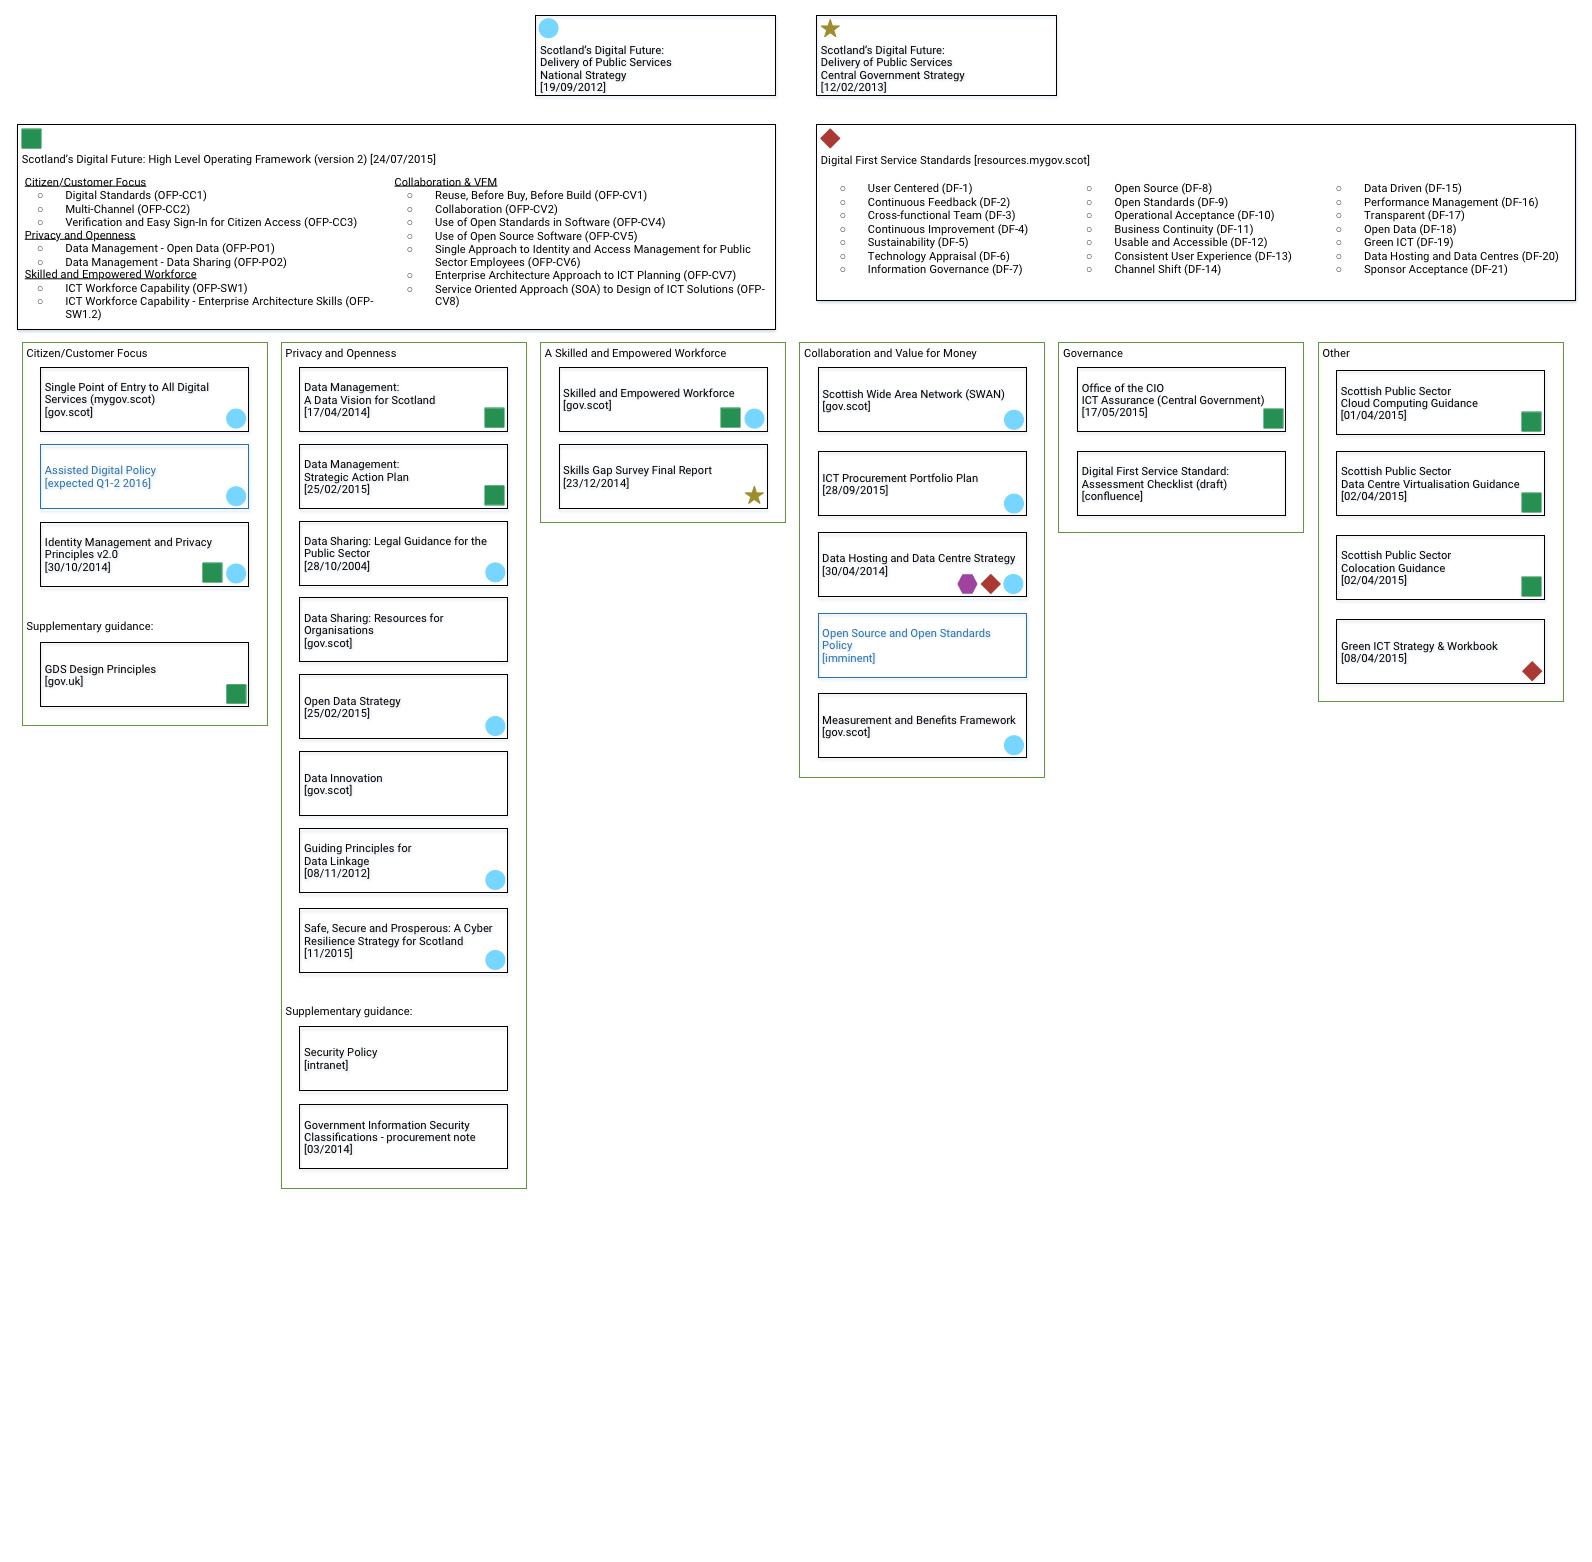 Scotland's Digital Future:
Delivery of Public Services
National Strategy
[19/09/2012]
Scotland's Digital Future:
Delivery of Public Services
Central Government Strategy
[12/02/2013]
Scotland's Digital Future: High Level Operating Framework (version 2) [24/07/2015]
Citizen/Customer Focus
○ Digital Standards (OFP-CC1)
○ Multi-Channel (OFP-CC2)
○ Verification and Easy Sign-In for Citizen Access (OFP-CC3)
Privacy and Openness
○ Data Management - Open Data (OFP-PO1)
○ Data Management - Data Sharing (OFP-PO2)
Skilled and Empowered Workforce
○ ICT Workforce Capability (OFP-SW1)
○ ICT Workforce Capability - Enterprise Architecture Skills (OFP-
SW1.2)
Collaboration & VFM
○ Reuse, Before Buy, Before Build (OFP-CV1)
○ Collaboration (OFP-CV2)
○ Use of Open Standards in Software (OFP-CV4)
○ Use of Open Source Software (OFP-CV5)
○ Single Approach to Identity and Access Management for Public
Sector Employees (OFP-CV6)
○ Enterprise Architecture Approach to ICT Planning (OFP-CV7)
○ Service Oriented Approach (SOA) to Design of ICT Solutions (OFP-
CV8)
Digital First Service Standards [resources.mygov.scot]
○ User Centered (DF-1)
○ Continuous Feedback (DF-2)
○ Cross-functional Team (DF-3)
○ Continuous Improvement (DF-4)
○ Sustainability (DF-5)
○ Technology Appraisal (DF-6)
○ Information Governance (DF-7)
○ Open Source (DF-8)
○ Open Standards (DF-9)
○ Operational Acceptance (DF-10)
○ Business Continuity (DF-11)
○ Usable and Accessible (DF-12)
○ Consistent User Experience (DF-13)
○ Channel Shift (DF-14)
○ Data Driven (DF-15)
○ Performance Management (DF-16)
○ Transparent (DF-17)
○ Open Data (DF-18)
○ Green ICT (DF-19)
○ Data Hosting and Data Centres (DF-20)
○ Sponsor Acceptance (DF-21)
Citizen/Customer Focus
Single Point of Entry to All Digital
Services (mygov.scot)
[gov.scot]
Assisted Digital Policy
[expected Q1-2 2016]
Identity Management and Privacy
Principles v2.0
[30/10/2014]
Supplementary guidance:
GDS Design Principles
[gov.uk]
Privacy and Openness
Data Management:
A Data Vision for Scotland
[17/04/2014]
Data Management:
Strategic Action Plan
[25/02/2015]
Data Sharing: Legal Guidance for the
Public Sector
[28/10/2004]
Data Sharing: Resources for
Organisations
[gov.scot]
Open Data Strategy
[25/02/2015]
Data Innovation
[gov.scot]
Guiding Principles for
Data Linkage
[08/11/2012]
Safe, Secure and Prosperous: A Cyber
Resilience Strategy for Scotland
[11/2015]
Supplementary guidance:
Security Policy
[intranet]
Government Information Security
Classifications - procurement note
[03/2014]
A Skilled and Empowered Workforce
Skilled and Empowered Workforce
[gov.scot]
Skills Gap Survey Final Report
[23/12/2014]
Collaboration and Value for Money
Scottish Wide Area Network (SWAN)
[gov.scot]
ICT Procurement Portfolio Plan
[28/09/2015]
Data Hosting and Data Centre Strategy
[30/04/2014]
Open Source and Open Standards
Policy
[imminent]
Measurement and Benefits Framework
[gov.scot]
Governance
Office of the CIO
ICT Assurance (Central Government)
[17/05/2015]
Digital First Service Standard:
Assessment Checklist (draft)
[confluence]
Other
Scottish Public Sector
Cloud Computing Guidance
[01/04/2015]
Scottish Public Sector
Data Centre Virtualisation Guidance
[02/04/2015]
Scottish Public Sector
Colocation Guidance
[02/04/2015]
Green ICT Strategy & Workbook
[08/04/2015]